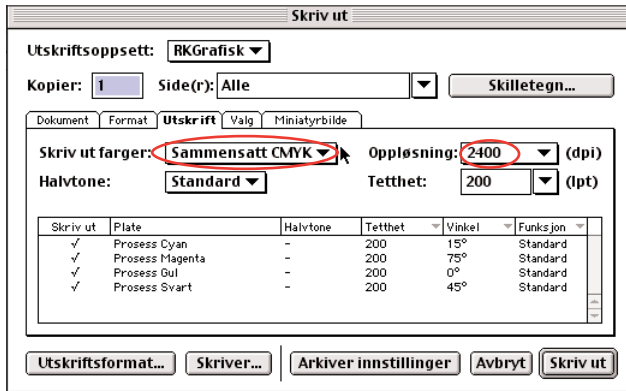 Skriv ut
Utskriftsoppsett: RKGrafisk
Kopier: 1 Side(r): Alle Skilletegn...
Dokument Format Utskrift Valg Miniatyrbilde
Skriv ut farger: Sammensatt CMYK Oppløsning: 2400 (dpi)
Halvtone: Standard Tetthet: 200 (lpt)
Skriv ut Plate Halvtone Tetthet Vinkel Funksjon
✓ Prosess Cyan - 200 15° Standard
✓ Prosess Magenta - 200 75° Standard
✓ Prosess Gul - 200 0° Standard
✓ Prosess Svart - 200 45° Standard
Utskriftsformat... Skriver... Arkiver innstillinger Avbryt Skriv ut